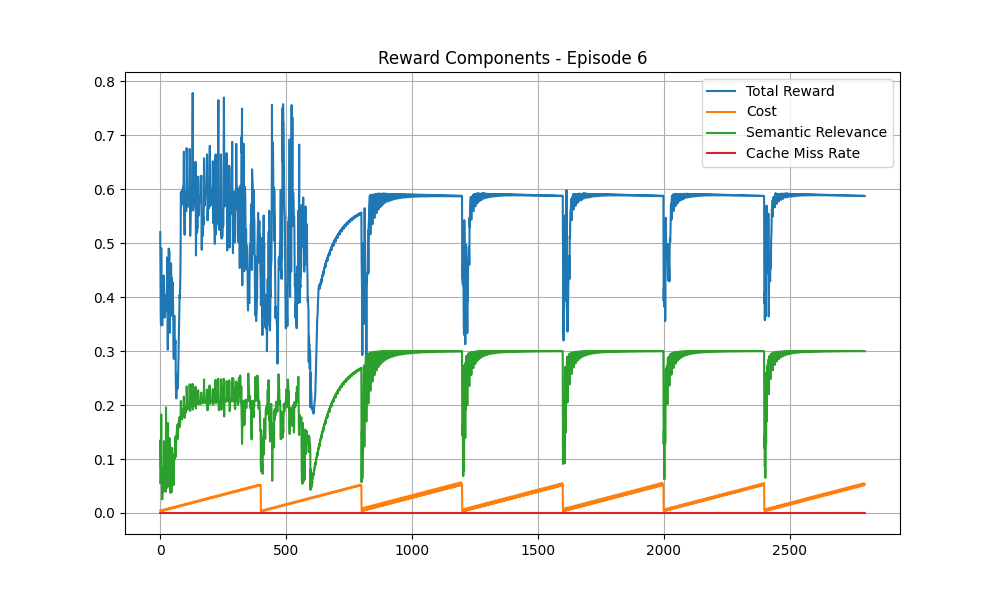 Reward Components - Episode 6
Total Reward
Cost
Semantic Relevance
Cache Miss Rate
0.8
0.7
0.6
0.5
0.4
0.3
0.2
0.1
0.0
0 500 1000 1500 2000 2500